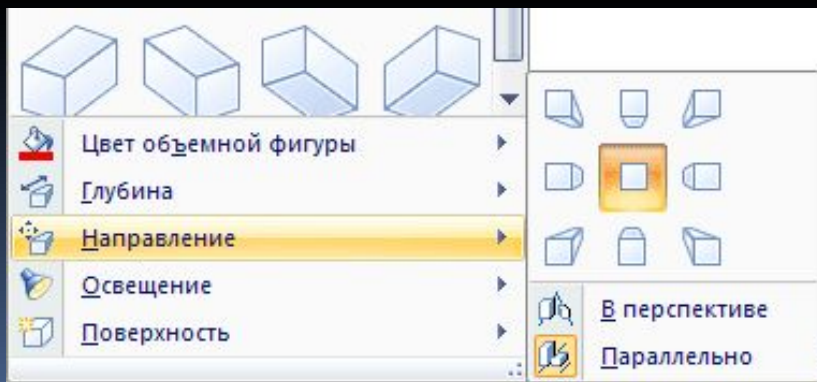 Цвет объемной фигуры
Глубина
Направление
Освещение
Поверхность
В перспективе
Параллельно